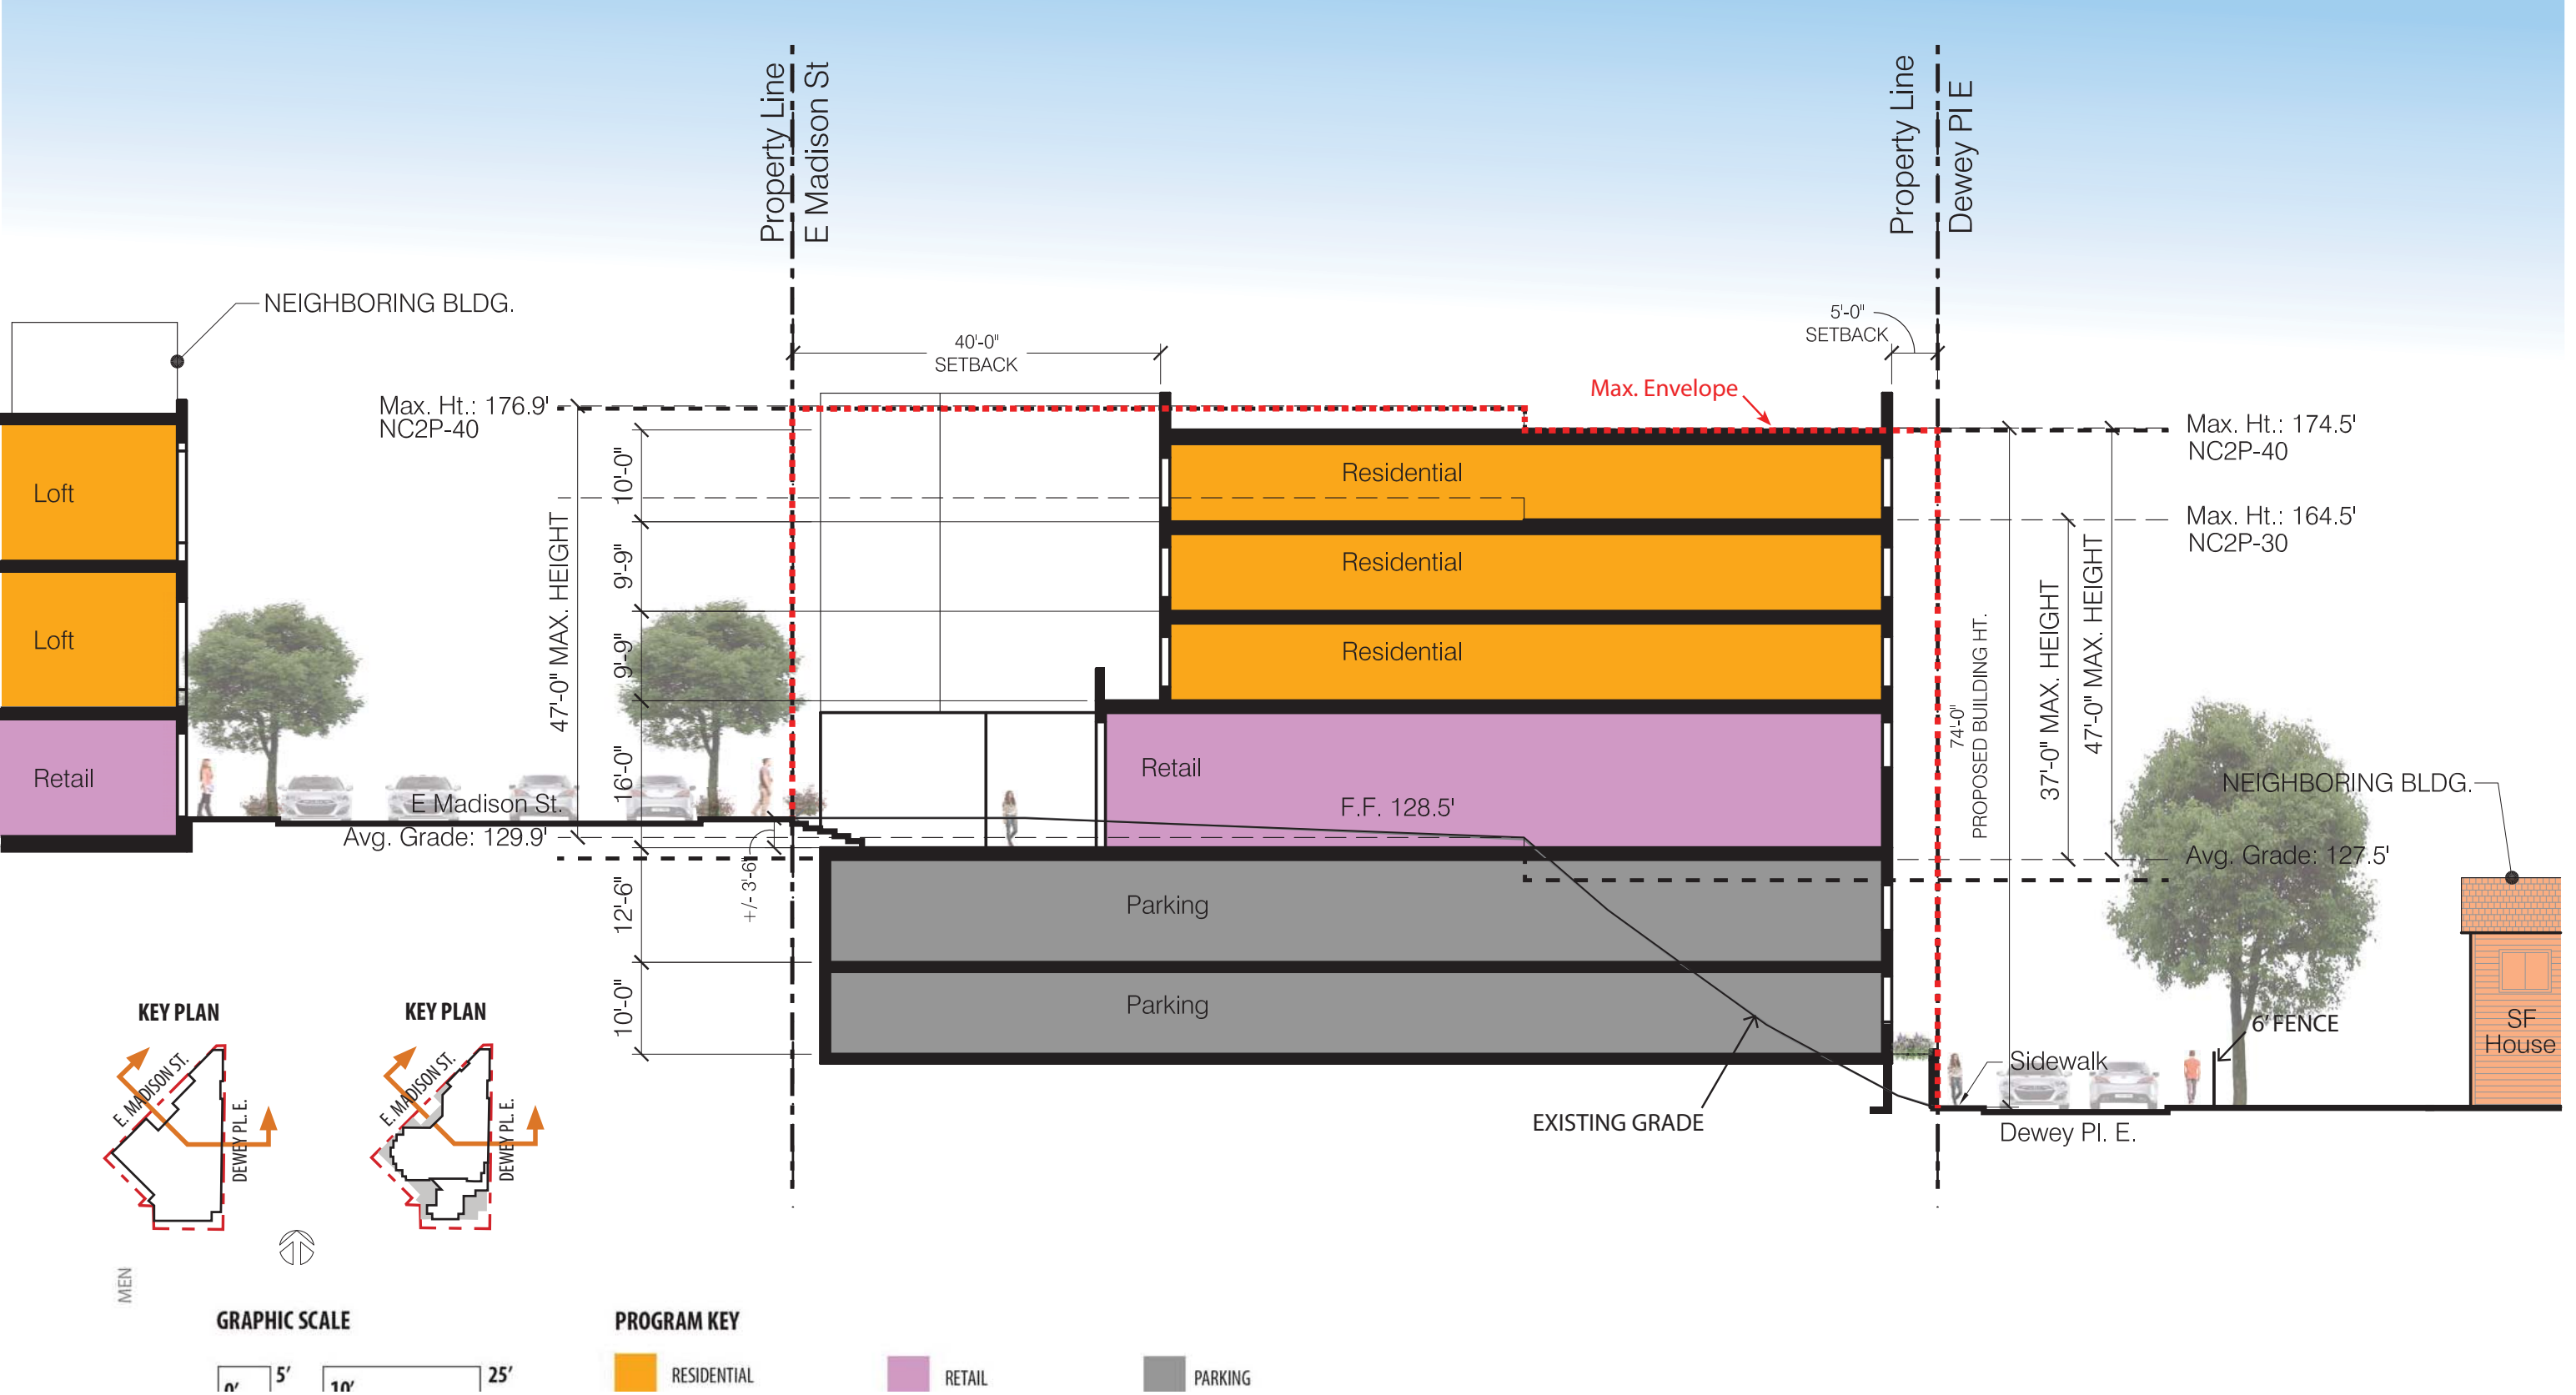 Property Line
E Madison St
Property Line
Dewey Pl E
NEIGHBORING BLDG.
40'-0"
SETBACK
5'-0"
SETBACK
Max. Envelope
Max. Ht.: 176.9'
NC2P-40
Max. Ht.: 174.5'
NC2P-40
Max. Ht.: 164.5'
NC2P-30
Loft
Loft
Retail
47'-0" MAX. HEIGHT
10'-0"
9'-9"
9'-9"
16'-0"
12'-6"
10'-0"
+/- 3'-6"
Residential
Residential
Residential
Retail
F.F. 128.5'
Parking
Parking
E Madison St.
Avg. Grade: 129.9'
74'-0"
PROPOSED BUILDING HT.
37'-0" MAX. HEIGHT
47'-0" MAX. HEIGHT
NEIGHBORING BLDG.
Avg. Grade: 127.5'
6' FENCE
SF
House
Sidewalk
Dewey Pl. E.
EXISTING GRADE
KEY PLAN
E. MADISON ST.
DEWEY PL. E.
KEY PLAN
E. MADISON ST.
DEWEY PL. E.
MEN
GRAPHIC SCALE
0' 5' 10' 25'
PROGRAM KEY
RESIDENTIAL
RETAIL
PARKING